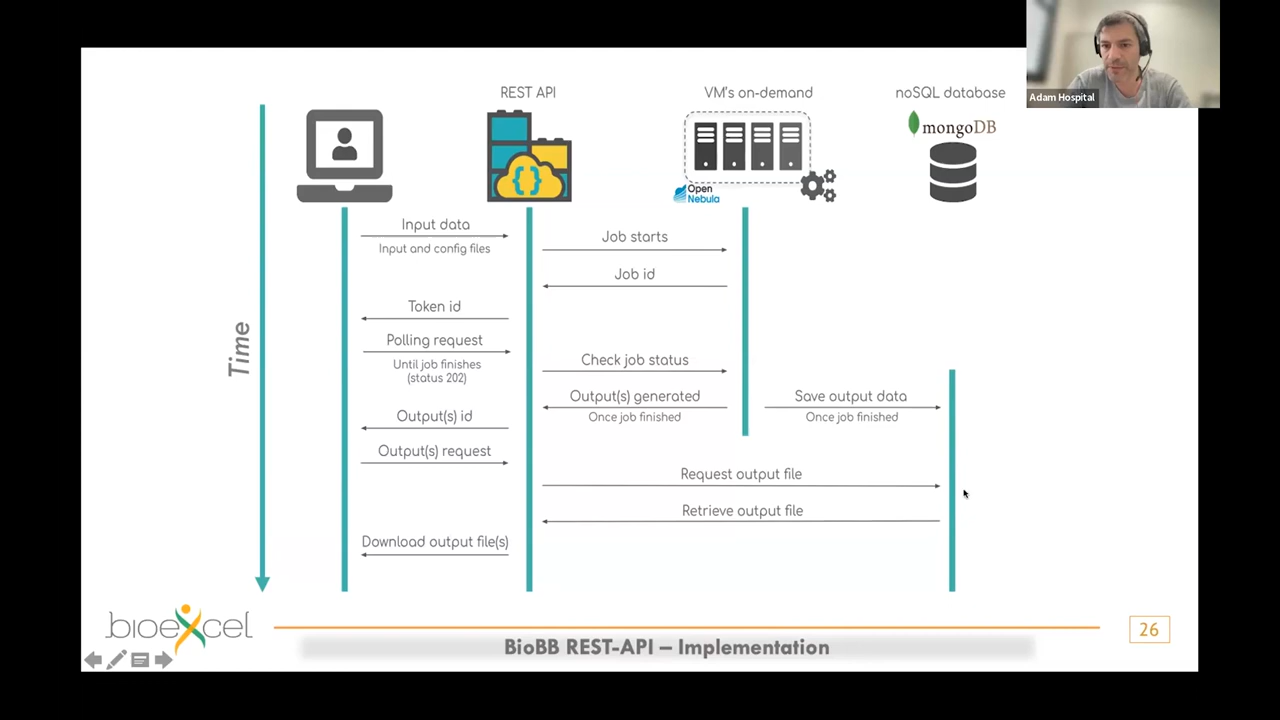 REST API
VM's on-demand
noSQL database
Adam Hospital
mongoDB
Open
Nebula
{}
Input data
Input and config files
Job starts
Job id
Token id
Polling request
Until job finishes
(status 202)
Check job status
Output(s) generated
Once job finished
Save output data
Once job finished
Output(s) id
Output(s) request
Request output file
Retrieve output file
Download output file(s)
Time
bioexcel
BioBB REST-API – Implementation
26